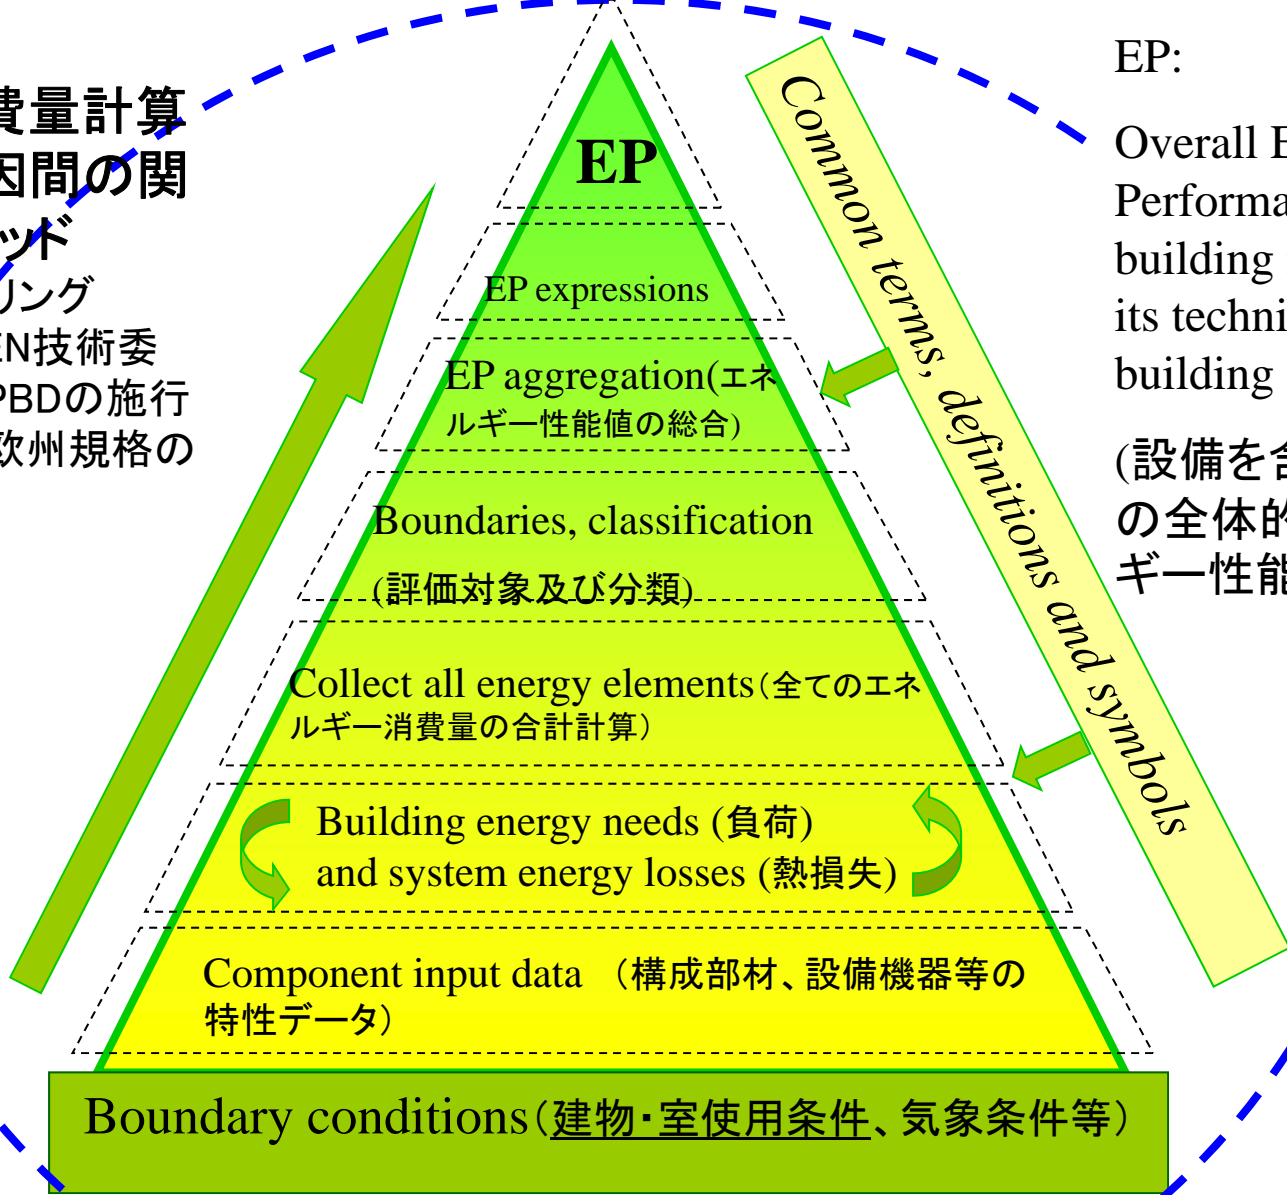 費量計算
因間の関
ッド
リング
EN技術委
PBDの施行
欧州規格の
EP
EP expressions
EP aggregation(エネ
ルギー性能値の総合)
Boundaries, classification
(評価対象及び分類)
Collect all energy elements（全てのエネ
ルギー消費量の合計計算）
Building energy needs (負荷)
and system energy losses (熱損失)
Component input data （構成部材、設備機器等の
特性データ）
Boundary conditions（建物・室使用条件、気象条件等）
Common terms, definitions and symbols
EP:
Overall E
Performa
building
its techni
building
(設備を含
の全体的
ギー性能